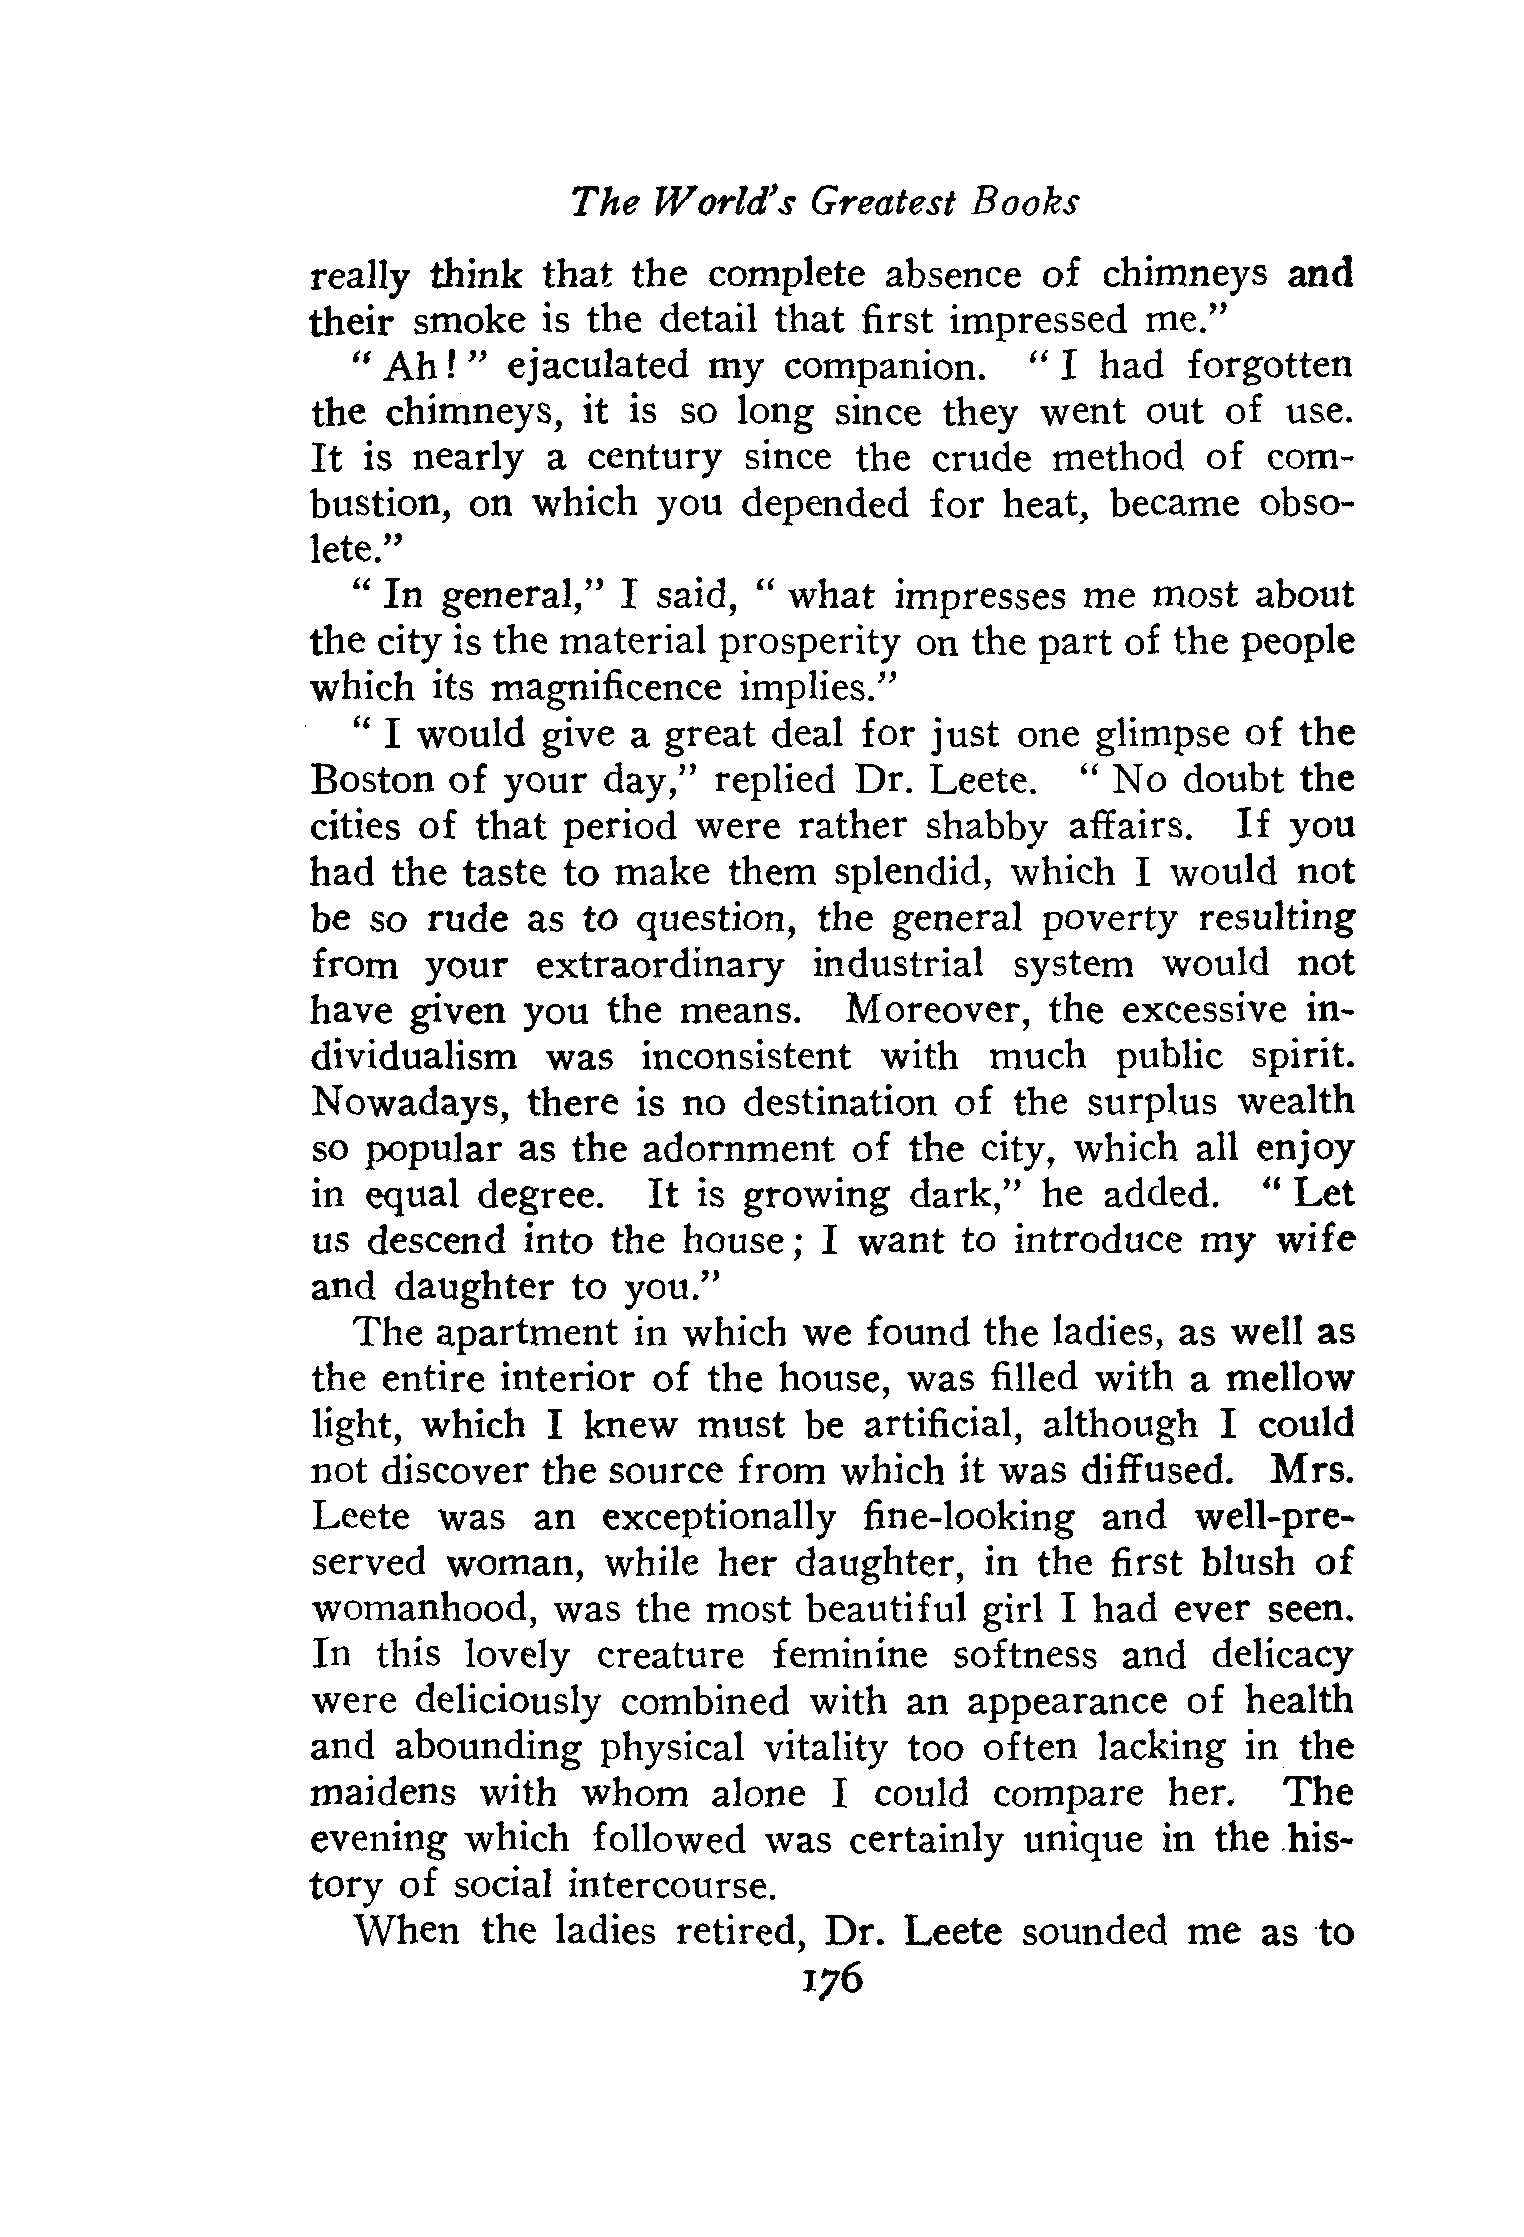 The World's Greatest Books
really think that the complete absence of chimneys and
their smoke is the detail that first impressed me."
" Ah! " ejaculated my companion. " I had forgotten
the chimneys, it is so long since they went out of use.
It is nearly a century since the crude method of com-
bustion, on which you depended for heat, became obso-
lete."
" In general," I said, " what impresses me most about
the city is the material prosperity on the part of the people
which its magnificence implies."
" I would give a great deal for just one glimpse of the
Boston of your day," replied Dr. Leete. " No doubt the
cities of that period were rather shabby affairs. If you
had the taste to make them splendid, which I would not
be so rude as to question, the general poverty resulting
from your extraordinary industrial system would not
have given you the means. Moreover, the excessive in-
dividualism was inconsistent with much public spirit.
Nowadays, there is no destination of the surplus wealth
so popular as the adornment of the city, which all enjoy
in equal degree. It is growing dark," he added. " Let
us descend into the house; I want to introduce my wife
and daughter to you."
The apartment in which we found the ladies, as well as
the entire interior of the house, was filled with a mellow
light, which I knew must be artificial, although I could
not discover the source from which it was diffused. Mrs.
Leete was an exceptionally fine-looking and well-pre-
served woman, while her daughter, in the first blush of
womanhood, was the most beautiful girl I had ever seen.
In this lovely creature feminine softness and delicacy
were deliciously combined with an appearance of health
and abounding physical vitality too often lacking in the
maidens with whom alone I could compare her. The
evening which followed was certainly unique in the his-
tory of social intercourse.
When the ladies retired, Dr. Leete sounded me as to
176